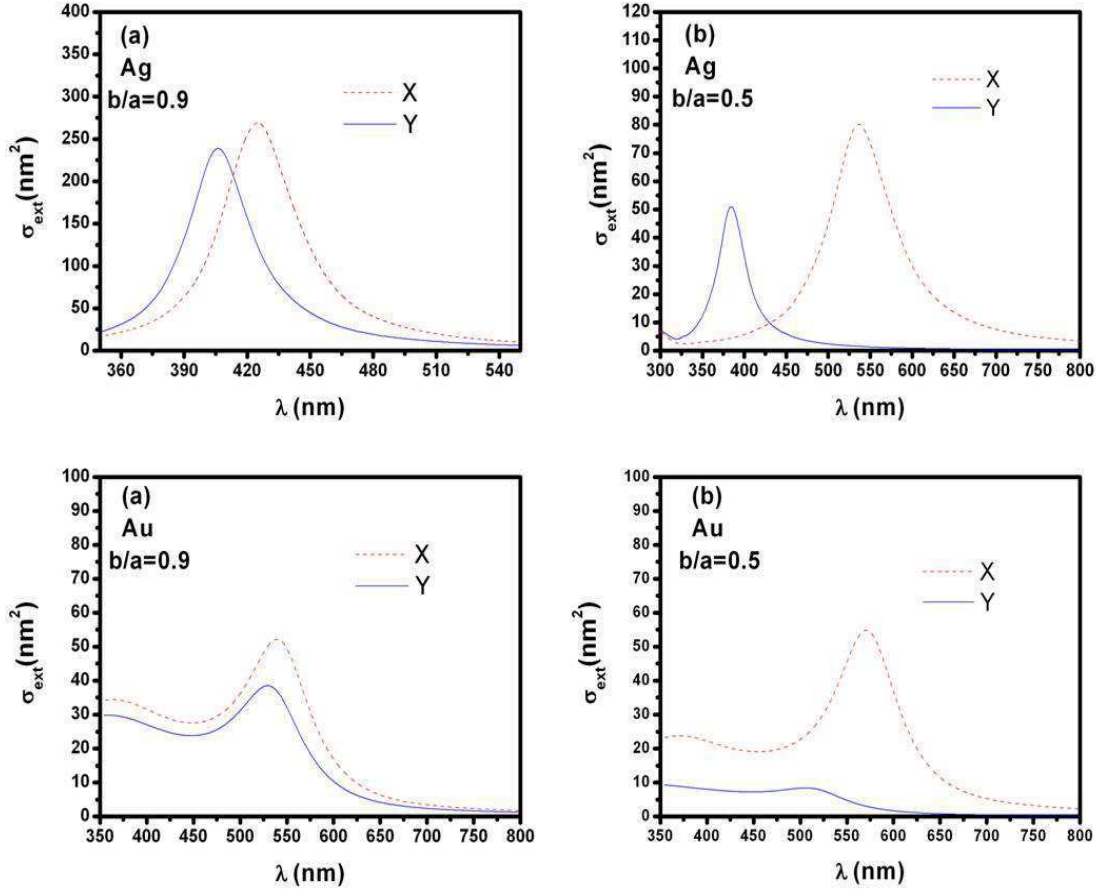 400
350
300
250
200
150
100
50
0
σext(nm²)
(a)
Ag
b/a=0.9
X
Y
360 390 420 450 480 510 540
λ (nm)
120
110
100
90
80
70
60
50
40
30
20
10
0
σext(nm²)
(b)
Ag
b/a=0.5
X
Y
300 350 400 450 500 550 600 650 700 750 800
λ (nm)
100
90
80
70
60
50
40
30
20
10
0
σext(nm²)
(a)
Au
b/a=0.9
X
Y
350 400 450 500 550 600 650 700 750 800
λ (nm)
100
90
80
70
60
50
40
30
20
10
0
σext(nm²)
(b)
Au
b/a=0.5
X
Y
350 400 450 500 550 600 650 700 750 800
λ (nm)